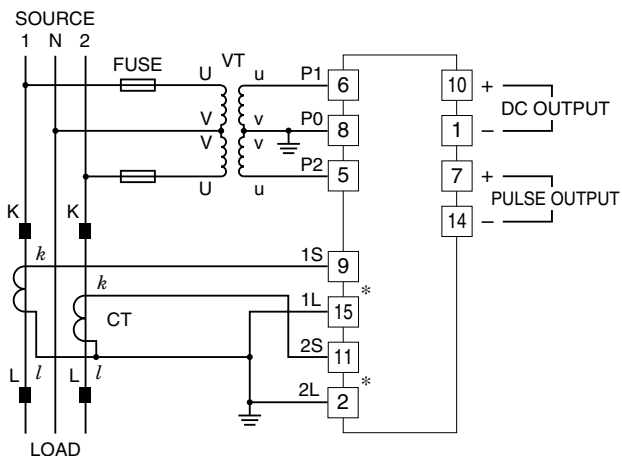 SOURCE
1 N 2
FUSE
VT
U u P1 6 10 +
DC OUTPUT
V v P0 8 1 −
V v
7 +
U u P2 5
PULSE OUTPUT
14 −
K K
k 1S 9
k 1L 15 *
CT
2S 11
L l L l
2L 2 *
LOAD